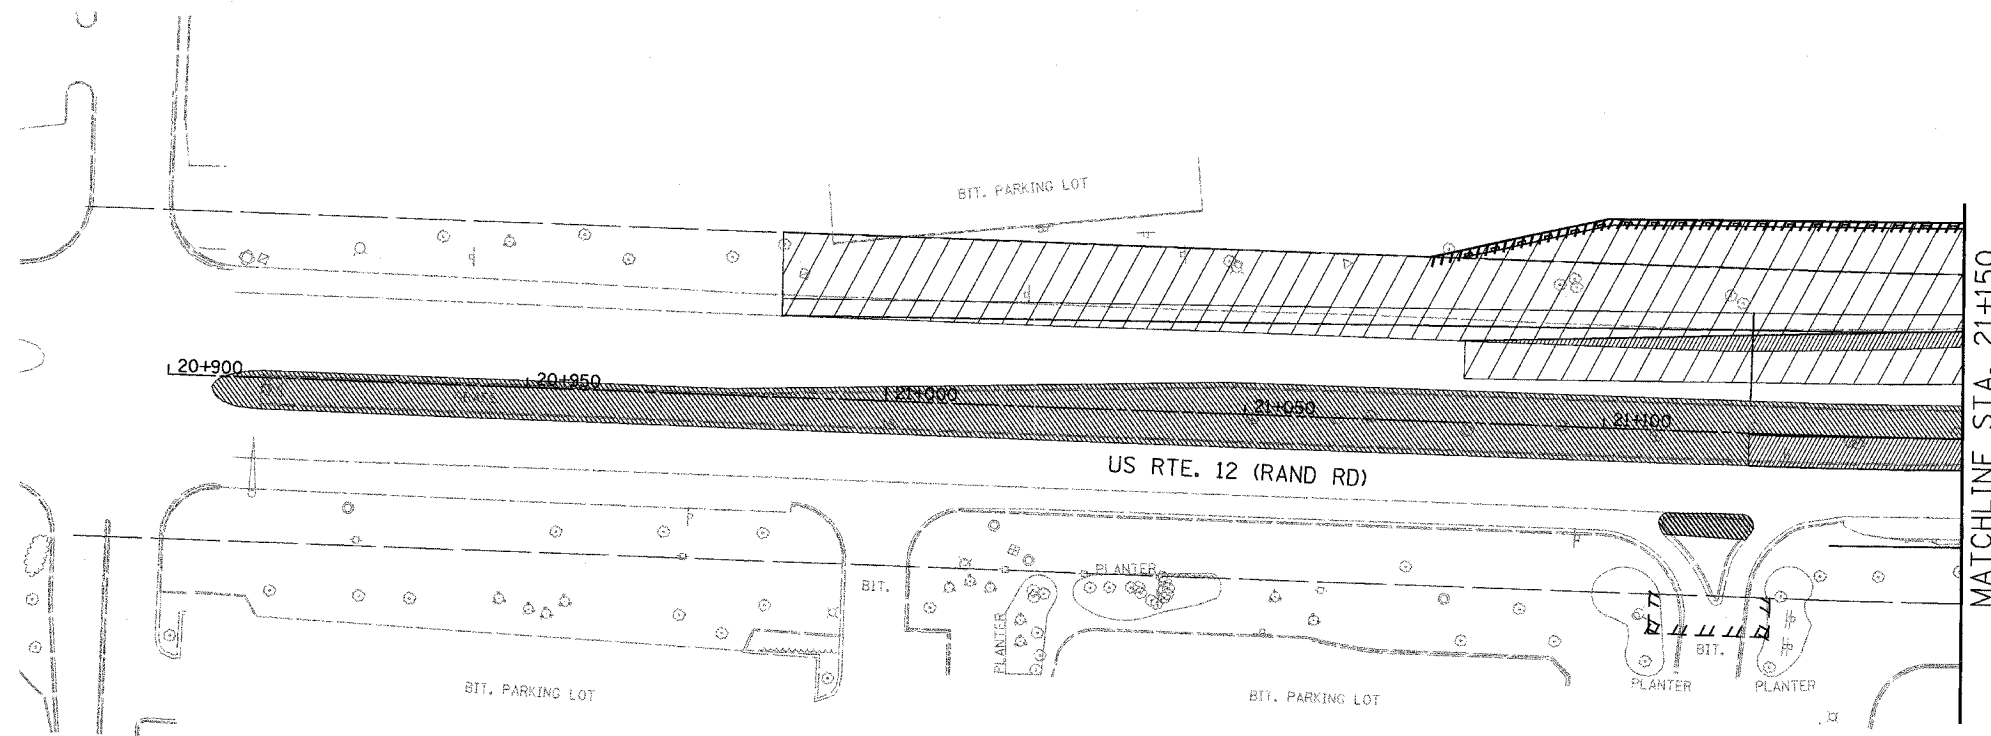 BIT. PARKING LOT
20+900
20+950
21+000
21+050
21+100
US RTE. 12 (RAND RD)
MATCHLINE STA. 21+150
BIT.
PLANTER
PLANTER
BIT.
PLANTER
PLANTER
BIT. PARKING LOT
BIT. PARKING LOT